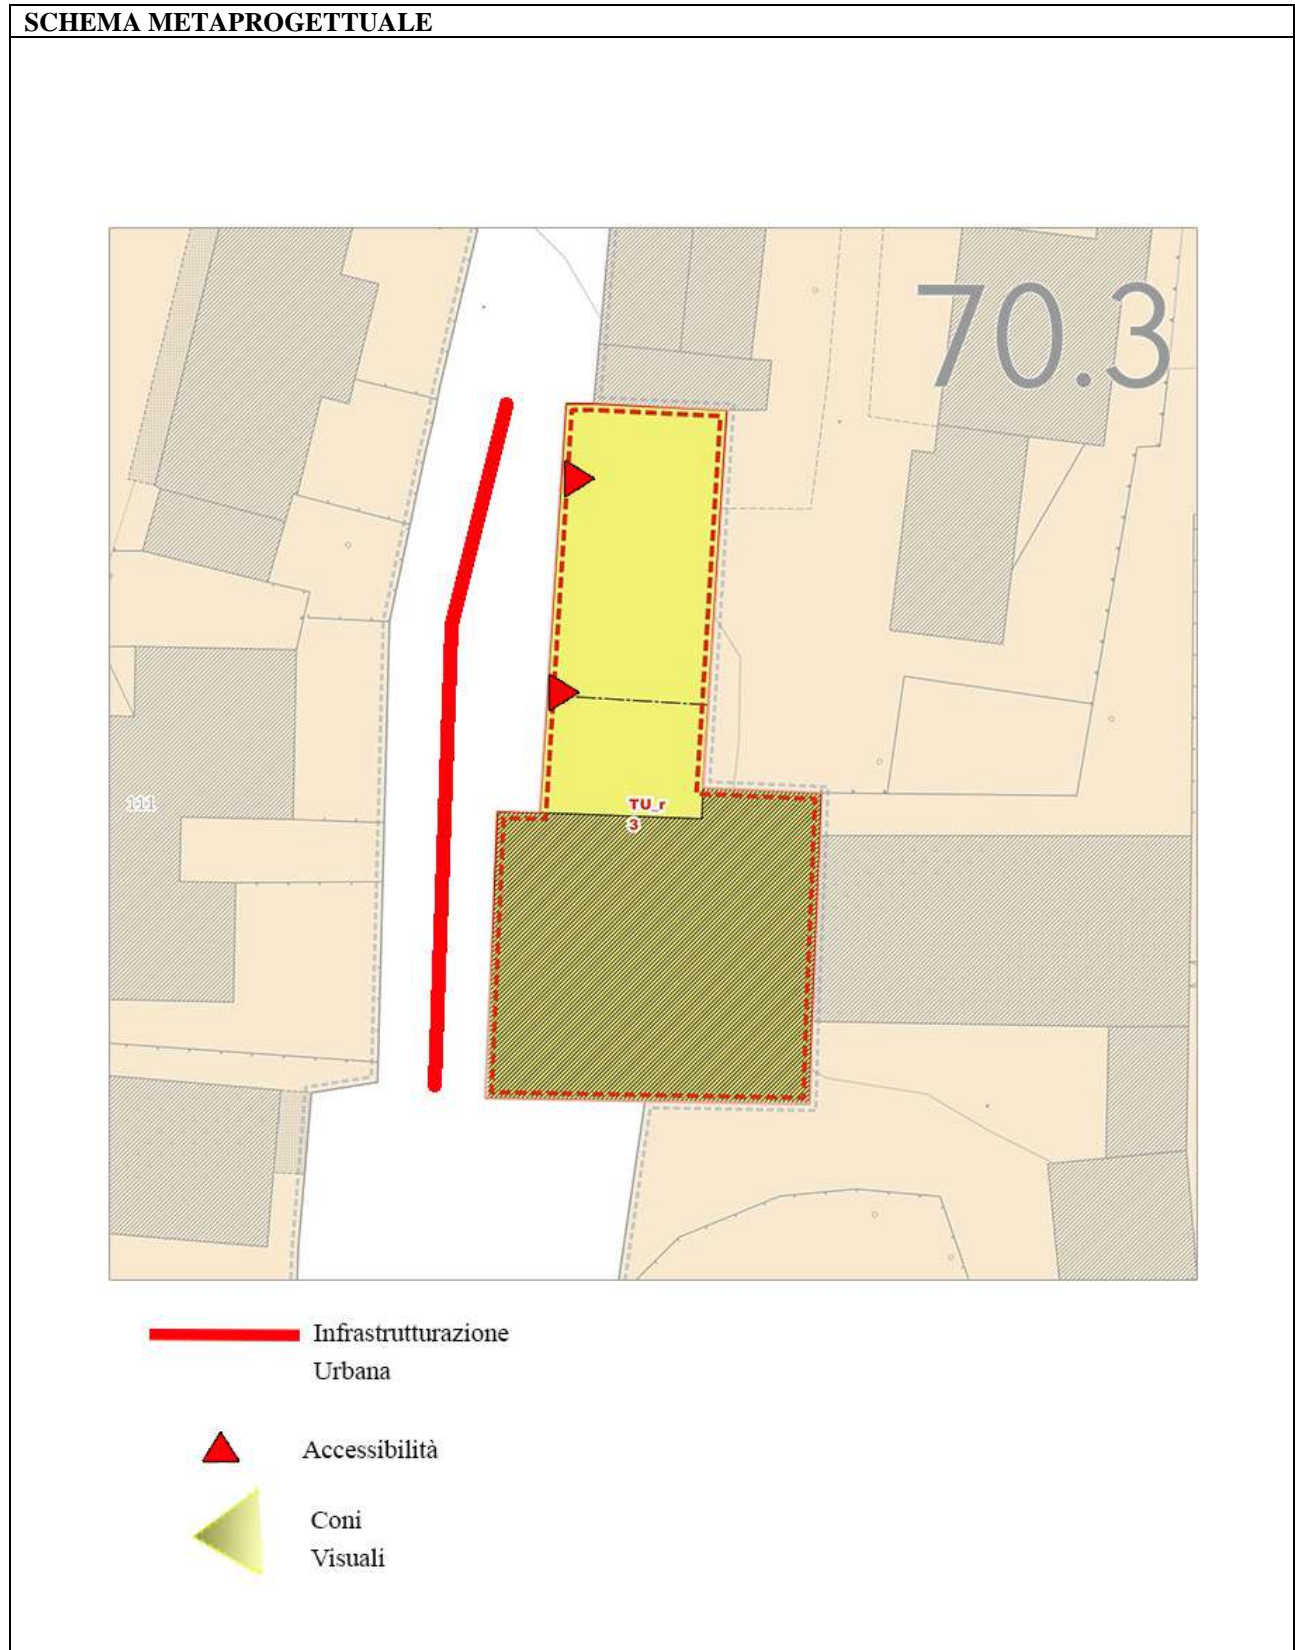 SCHEMA METAPROGETTUALE
70.3
111
TU_r
3
Infrastrutturazione
Urbana
Accessibilità
Coni
Visuali